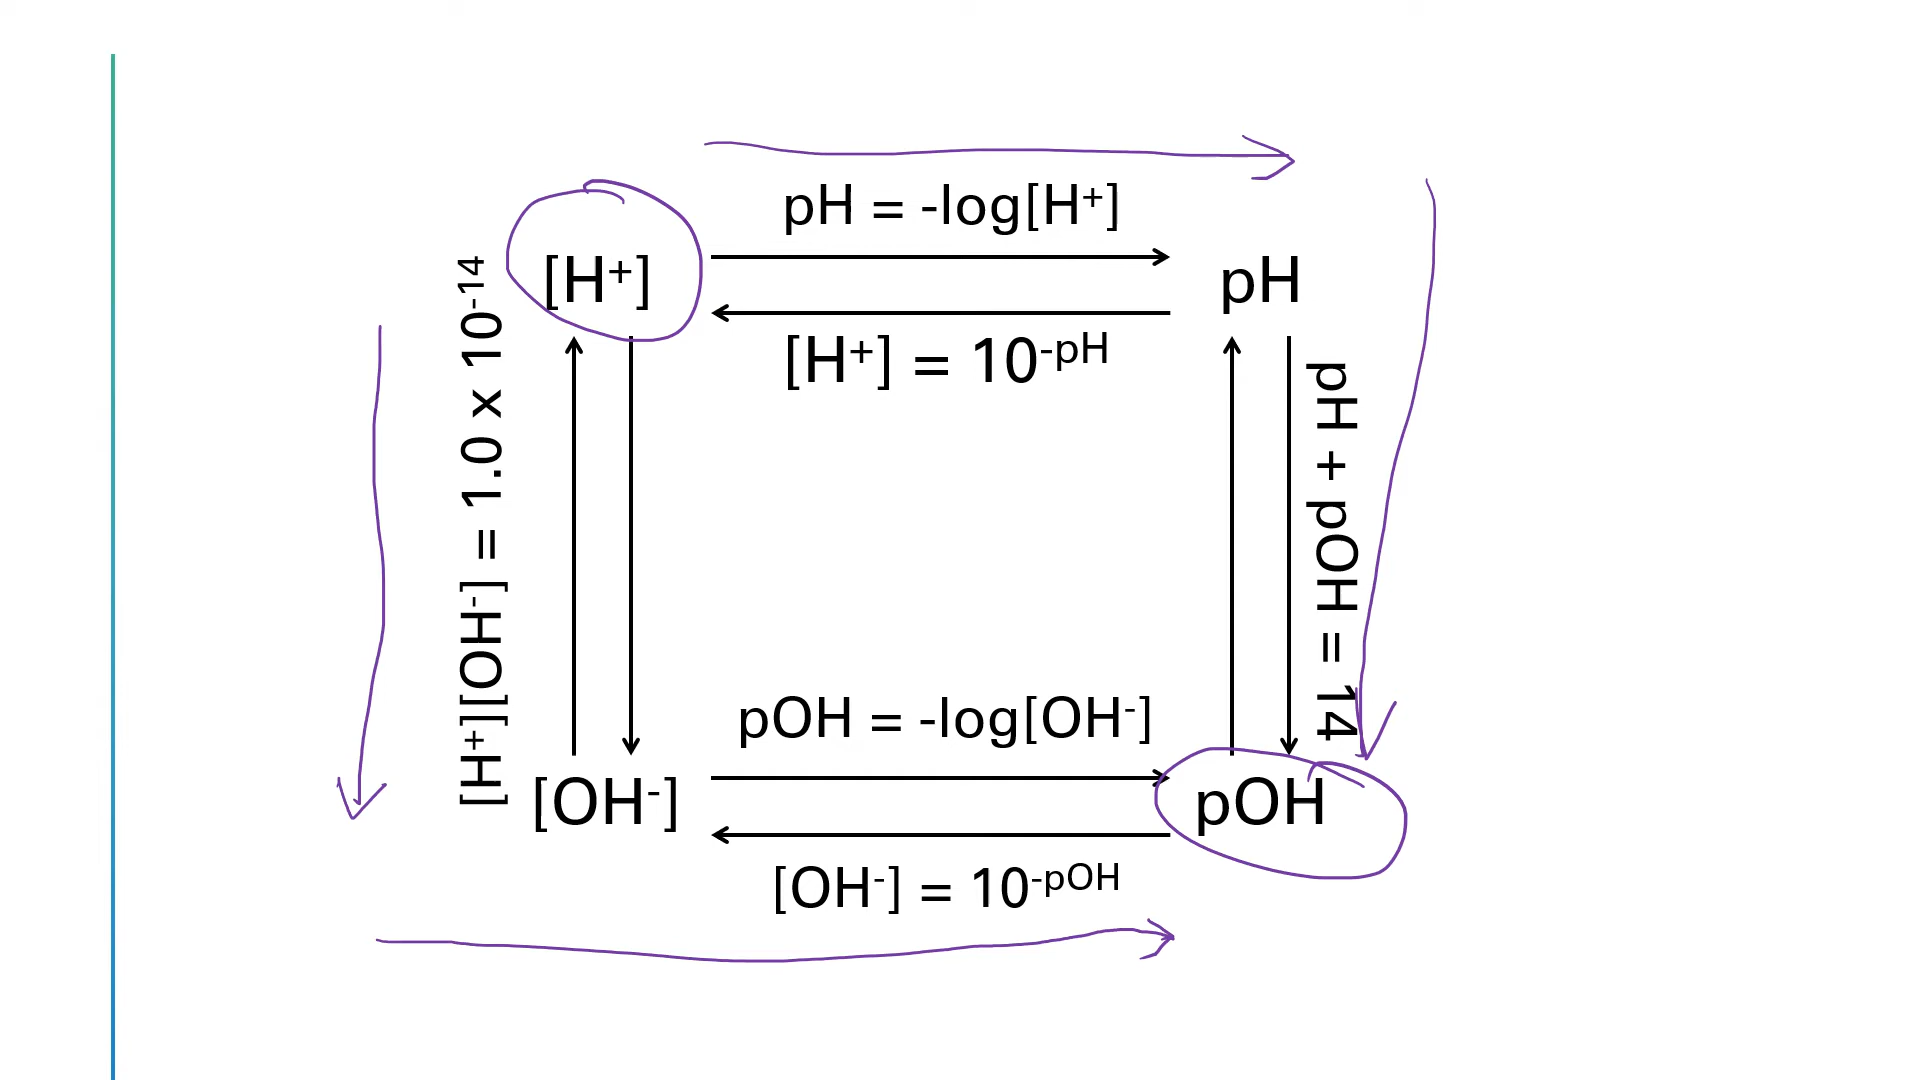 pH = -log[H⁺]
[H⁺]
pH
[H⁺] = 10⁻ᵖᴴ
[H⁺][OH⁻] = 1.0 x 10⁻¹⁴
pH + pOH = 14
pOH = -log[OH⁻]
[OH⁻]
pOH
[OH⁻] = 10⁻ᵖᴼᴴ